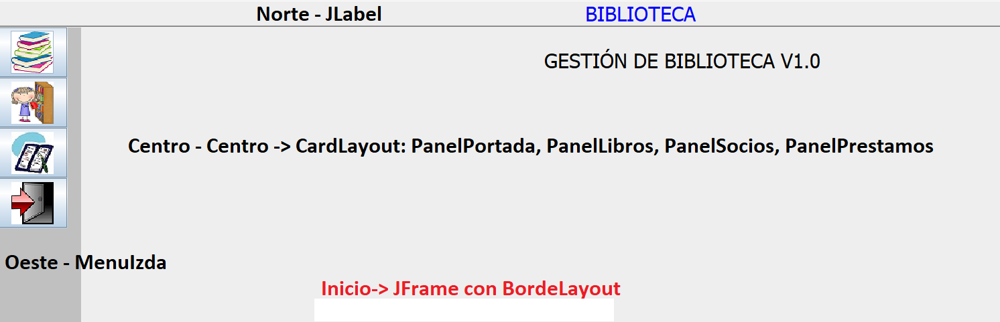 Norte - JLabel
BIBLIOTECA
GESTIÓN DE BIBLIOTECA V1.0
Centro - Centro -> CardLayout: PanelPortada, PanelLibros, PanelSocios, PanelPrestamos
Oeste - MenuIzda
Inicio-> JFrame con BordeLayout